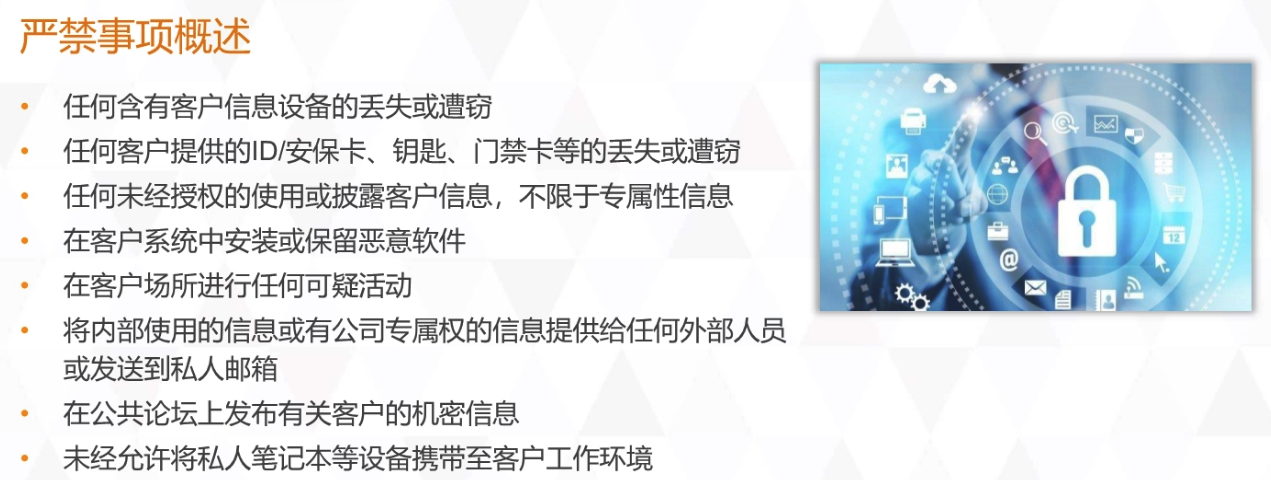 严禁事项概述
• 任何含有客户信息设备的丢失或遭窃
• 任何客户提供的ID/安保卡、钥匙、门禁卡等的丢失或遭窃
• 任何未经授权的使用或披露客户信息，不限于专属性信息
• 在客户系统中安装或保留恶意软件
• 在客户场所进行任何可疑活动
• 将内部使用的信息或有公司专属权的信息提供给任何外部人员
或发送到私人邮箱
• 在公共论坛上发布有关客户的机密信息
• 未经允许将私人笔记本等设备携带至客户工作环境
@
12